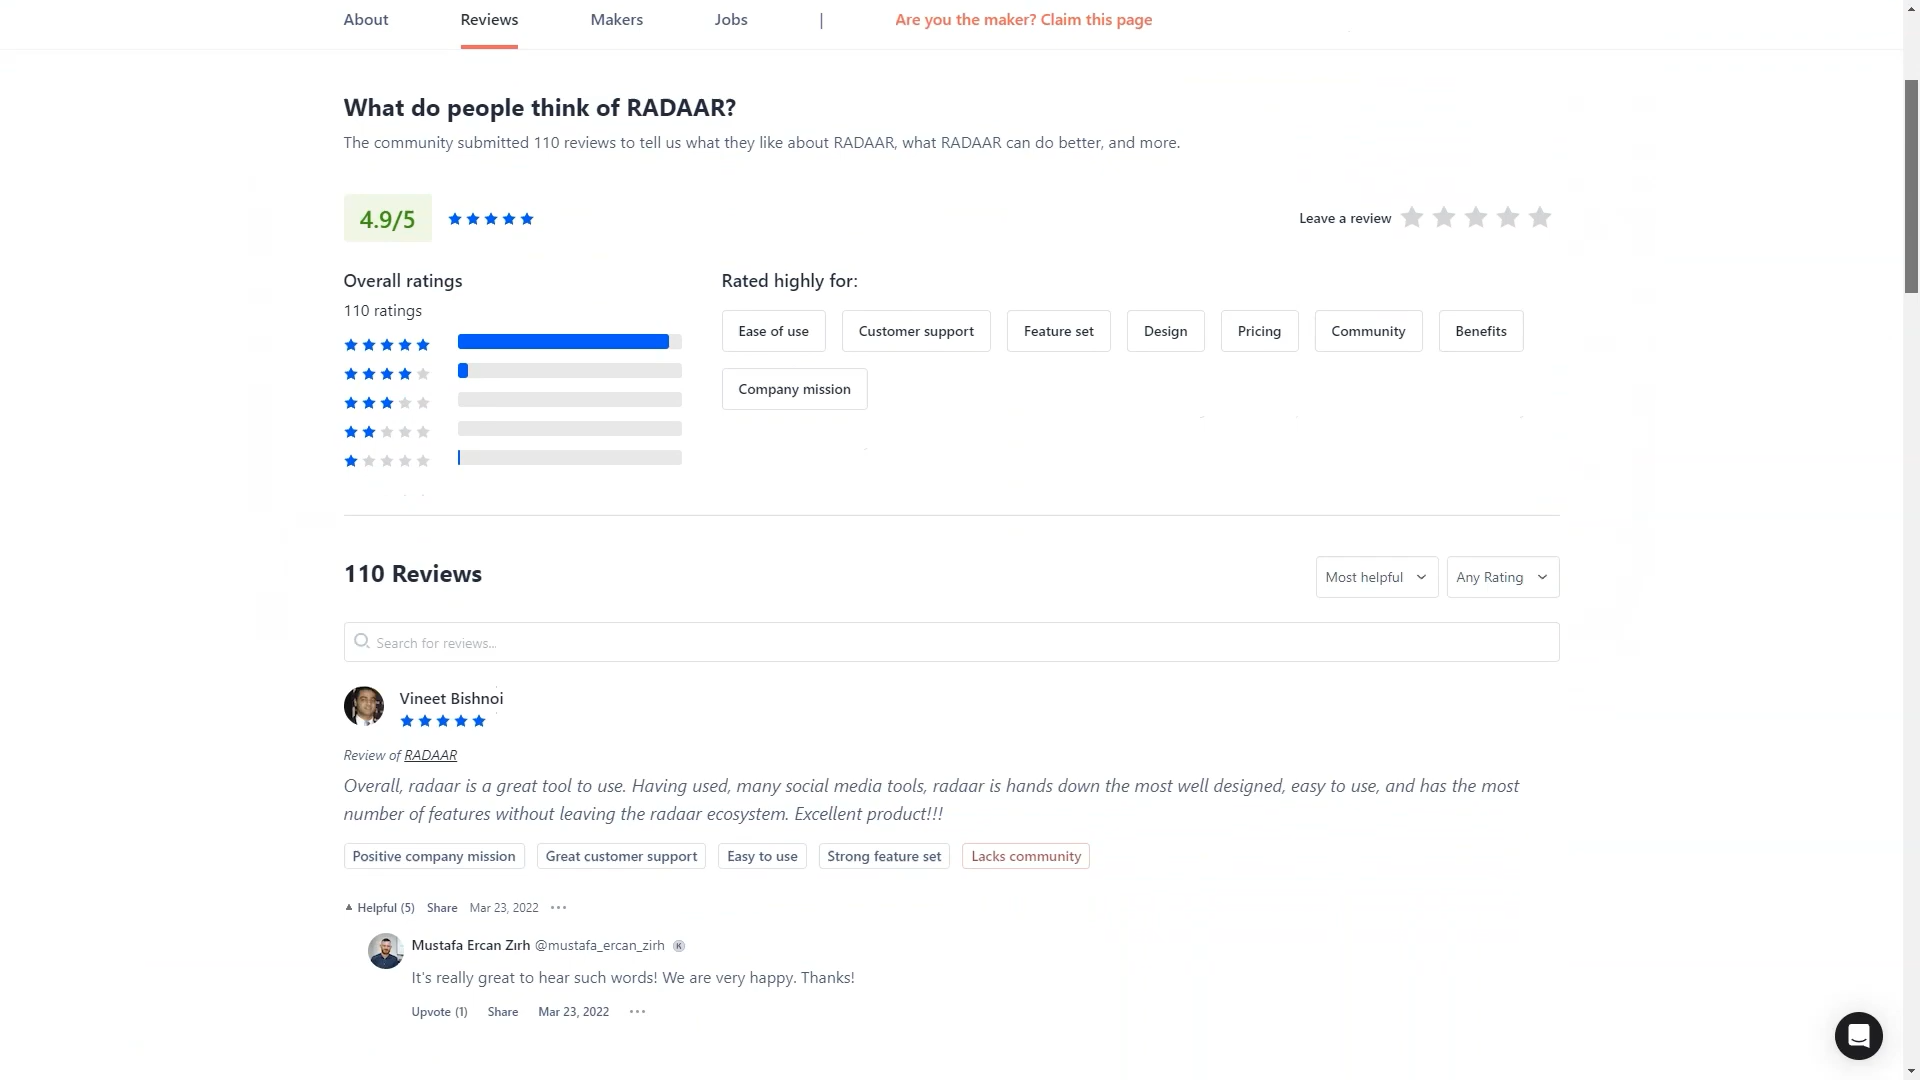 About Reviews Makers Jobs | Are you the maker? Claim this page
What do people think of RADAAR?
The community submitted 110 reviews to tell us what they like about RADAAR, what RADAAR can do better, and more.
4.9/5
Leave a review
Overall ratings
110 ratings
Rated highly for:
Ease of use Customer support Feature set Design Pricing Community Benefits
Company mission
110 Reviews
Most helpful Any Rating
Search for reviews...
Vineet Bishnoi
Review of RADAAR
Overall, radaar is a great tool to use. Having used, many social media tools, radaar is hands down the most well designed, easy to use, and has the most
number of features without leaving the radaar ecosystem. Excellent product!!!
Positive company mission Great customer support Easy to use Strong feature set Lacks community
Helpful (5) Share Mar 23, 2022 •••
Mustafa Ercan Zırh @mustafa_ercan_zirh K
It's really great to hear such words! We are very happy. Thanks!
Upvote (1) Share Mar 23, 2022 •••